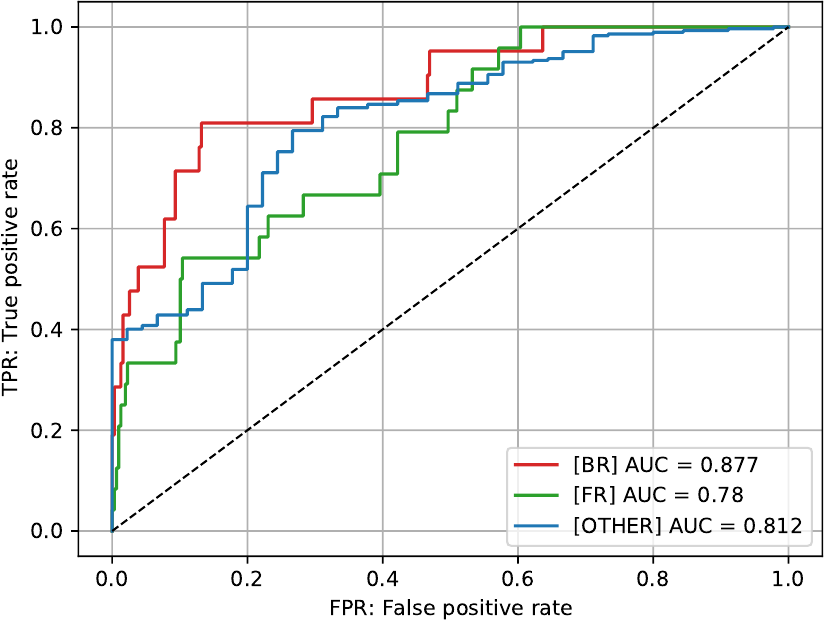 1.0
0.8
0.6
0.4
0.2
0.0
TPR: True positive rate
[BR] AUC = 0.877
[FR] AUC = 0.78
[OTHER] AUC = 0.812
0.0 0.2 0.4 0.6 0.8 1.0
FPR: False positive rate